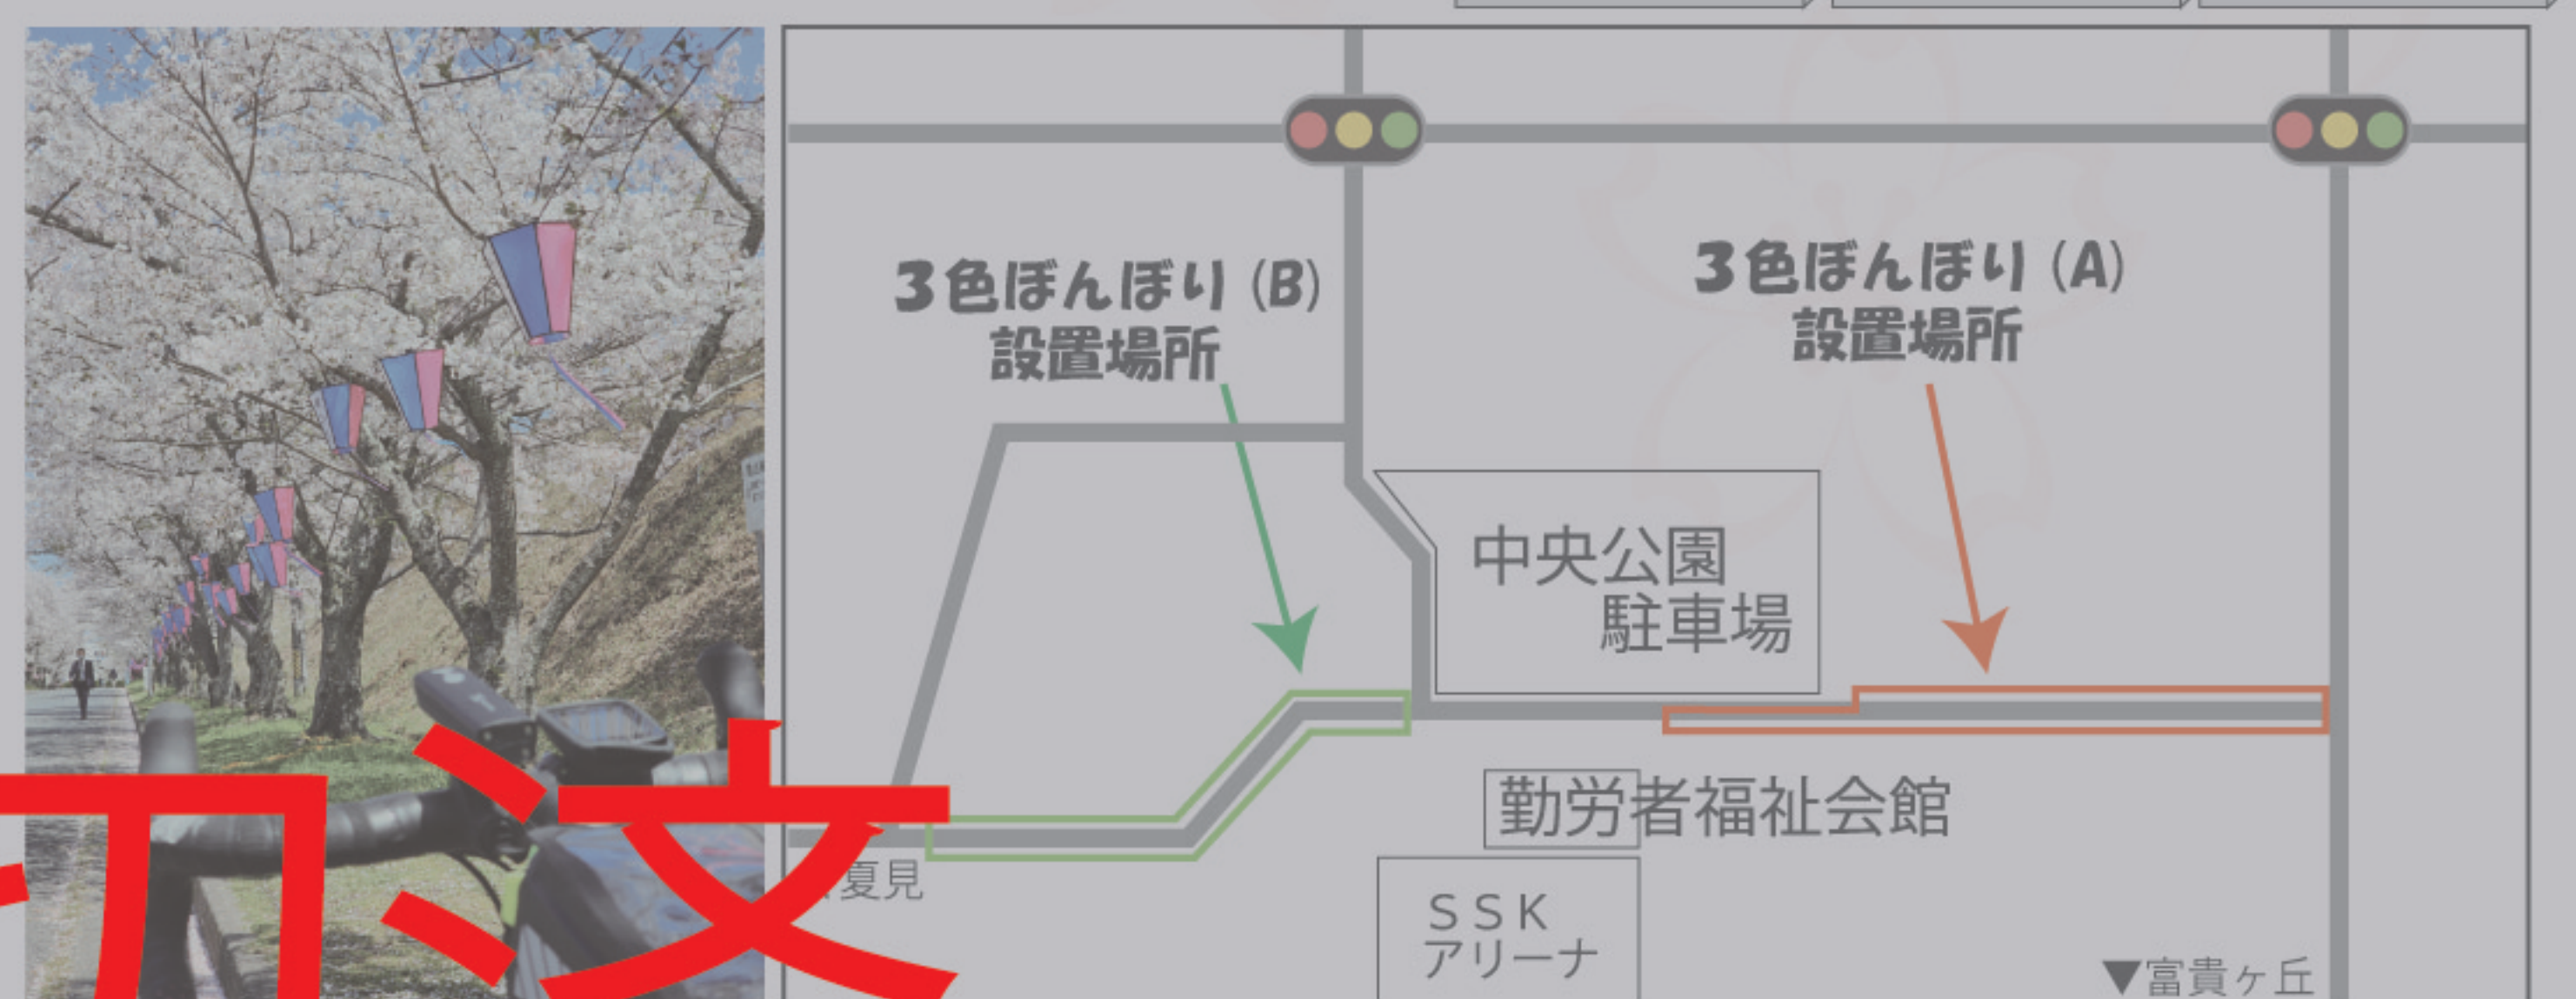 3色ぼんぼり (B)
設置場所
3色ぼんぼり (A)
設置場所
中央公園
駐車場
勤労者福祉会館
夏見
SSK
アリーナ
▼富貴ヶ丘